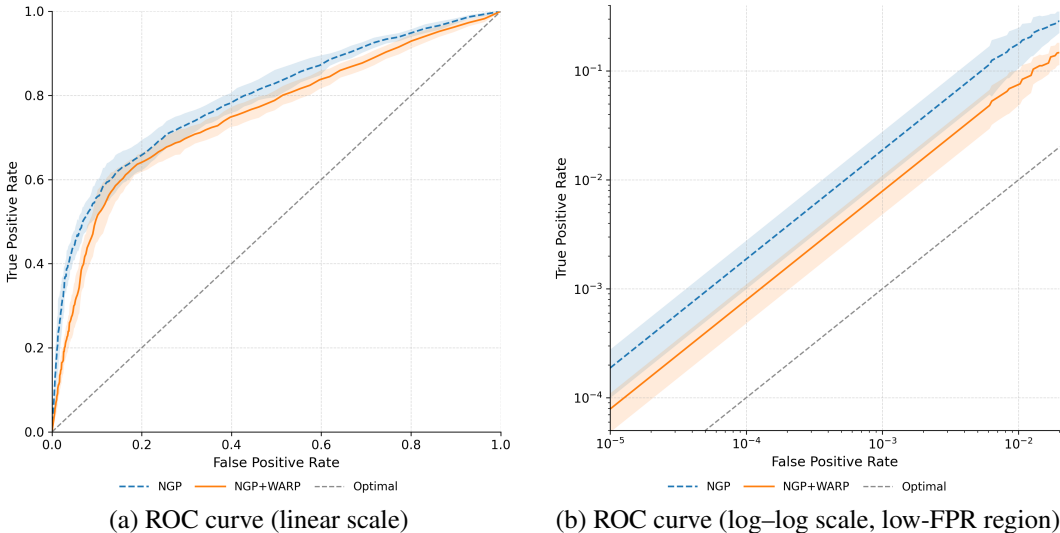 1.0
0.8
0.6
0.4
0.2
0.0
True Positive Rate
0.0 0.2 0.4 0.6 0.8 1.0
False Positive Rate
NGP NGP+WARP Optimal
(a) ROC curve (linear scale)
10⁻¹
10⁻²
10⁻³
10⁻⁴
True Positive Rate
10⁻⁵ 10⁻⁴ 10⁻³ 10⁻²
False Positive Rate
NGP NGP+WARP Optimal
(b) ROC curve (log–log scale, low-FPR region)